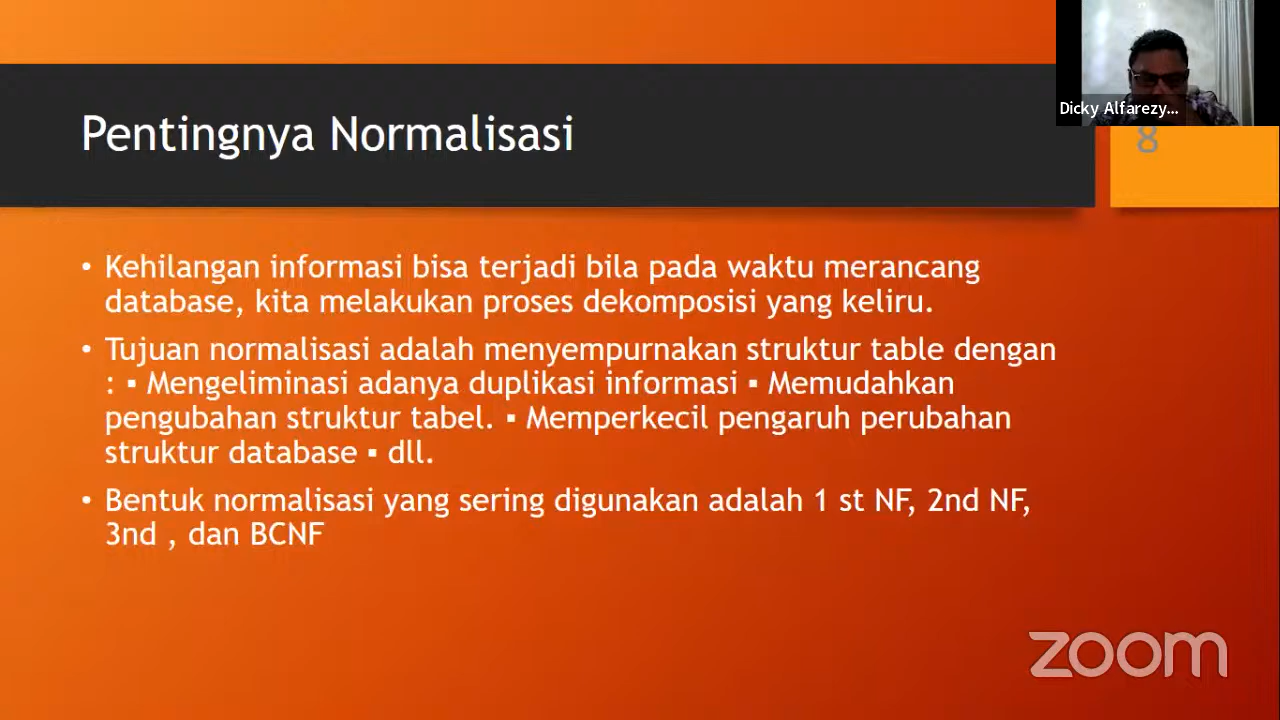 Dicky Alfarezy...
Pentingnya Normalisasi
8
• Kehilangan informasi bisa terjadi bila pada waktu merancang
database, kita melakukan proses dekomposisi yang keliru.
• Tujuan normalisasi adalah menyempurnakan struktur table dengan
: ▪ Mengeliminasi adanya duplikasi informasi ▪ Memudahkan
pengubahan struktur tabel. ▪ Memperkecil pengaruh perubahan
struktur database ▪ dll.
• Bentuk normalisasi yang sering digunakan adalah 1 st NF, 2nd NF,
3nd , dan BCNF
zoom